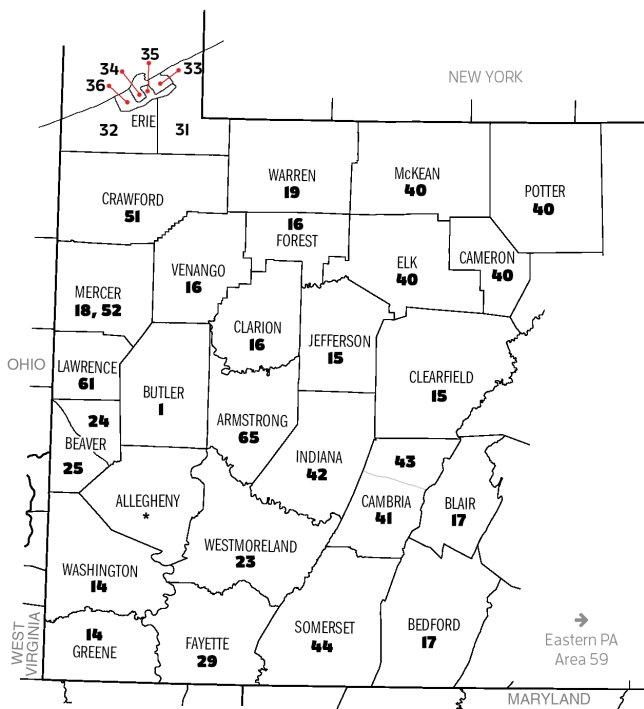 35
34
33
36
NEW YORK
ERIE
32
31
WARREN
19
McKEAN
40
CRAWFORD
51
POTTER
40
16
FOREST
VENANGO
16
ELK
40
CAMERON
40
MERCER
18, 52
CLARION
16
JEFFERSON
15
OHIO
LAWRENCE
61
BUTLER
1
CLEARFIELD
15
24
BEAVER
25
ARMSTRONG
65
INDIANA
42
43
CAMBRIA
41
BLAIR
17
ALLEGHENY
*
WESTMORELAND
23
WASHINGTON
14
WEST
VIRGINIA
14
GREENE
FAYETTE
29
SOMERSET
44
BEDFORD
17
→
Eastern PA
Area 59
MARYLAND